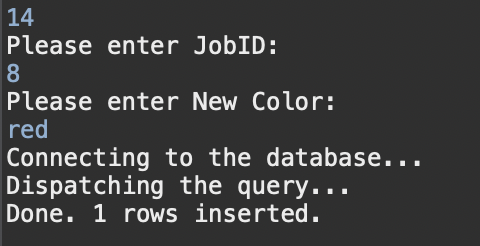 14
Please enter JobID:
8
Please enter New Color:
red
Connecting to the database...
Dispatching the query...
Done. 1 rows inserted.